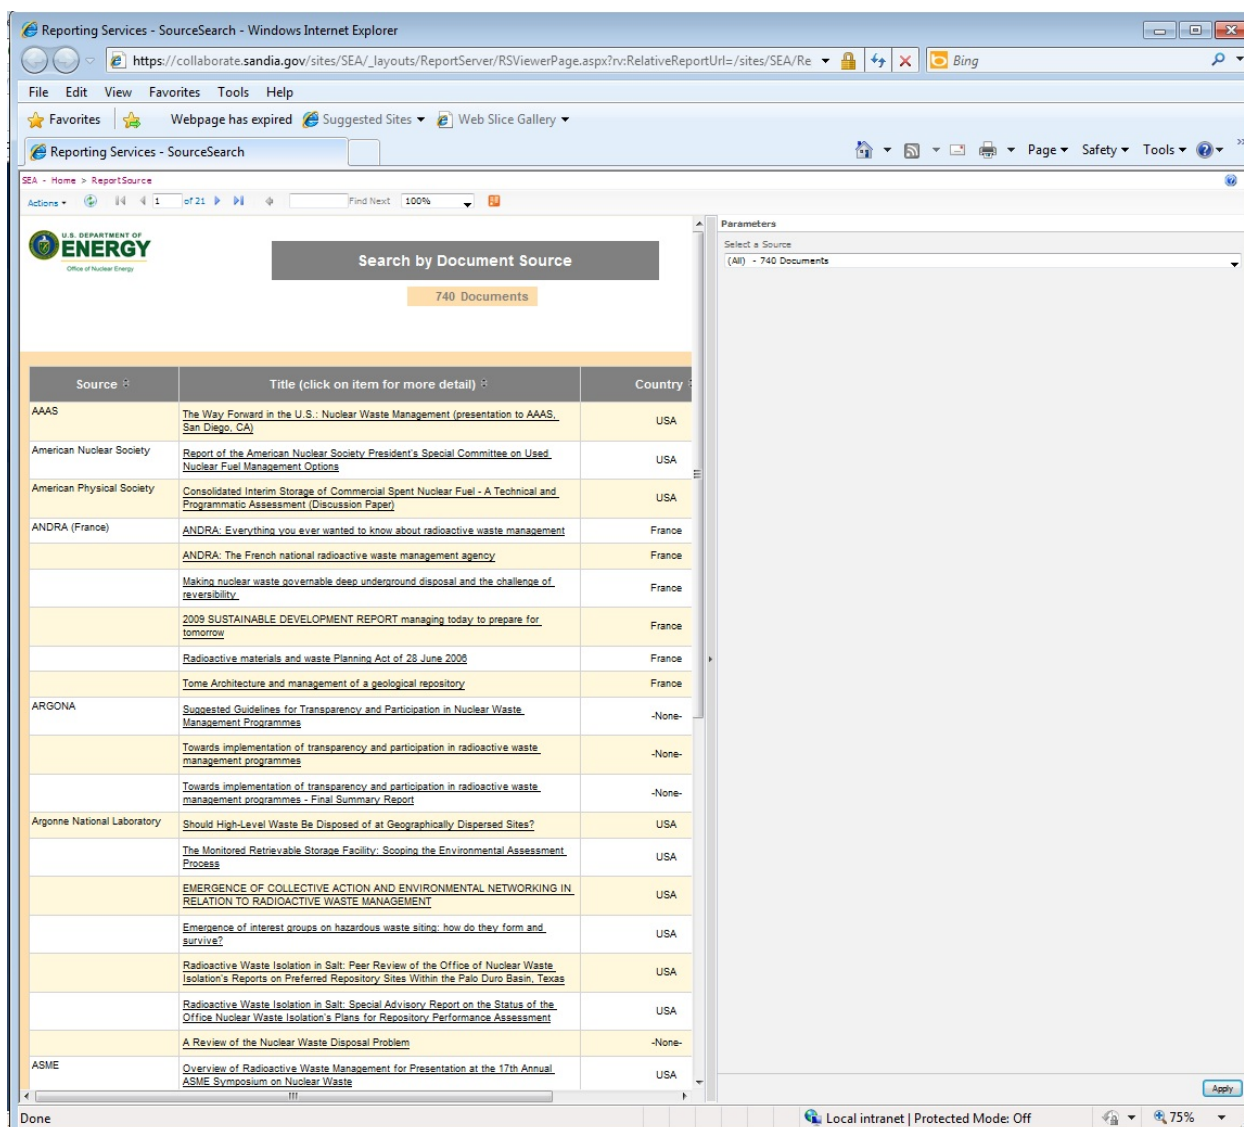 Reporting Services - SourceSearch - Windows Internet Explorer
https://collaborate.sandia.gov/sites/SEA/_layouts/ReportServer/RSViewerPage.aspx?rv:RelativeReportUrl=/sites/SEA/Re
Bing
File Edit View Favorites Tools Help
Favorites Webpage has expired Suggested Sites Web Slice Gallery
Reporting Services - SourceSearch
Page Safety Tools
SEA - Home > ReportSource
Actions 1 of 21 Find Next 100%
Parameters
Select a Source
(All) - 740 Documents
U.S. DEPARTMENT OF
ENERGY
Office of Nuclear Energy
Search by Document Source
740 Documents
Source Title (click on item for more detail) Country
AAAS The Way Forward in the U.S.: Nuclear Waste Management (presentation to AAAS, USA
San Diego, CA)
American Nuclear Society Report of the American Nuclear Society President's Special Committee on Used USA
Nuclear Fuel Management Options
American Physical Society Consolidated Interim Storage of Commercial Spent Nuclear Fuel - A Technical and USA
Programmatic Assessment (Discussion Paper)
ANDRA (France) ANDRA: Everything you ever wanted to know about radioactive waste management France
ANDRA: The French national radioactive waste management agency France
Making nuclear waste governable deep underground disposal and the challenge of France
reversibility
2009 SUSTAINABLE DEVELOPMENT REPORT managing today to prepare for France
tomorrow
Radioactive materials and waste Planning Act of 28 June 2006 France
Tome Architecture and management of a geological repository France
ARGONA Suggested Guidelines for Transparency and Participation in Nuclear Waste -None-
Management Programmes
Towards implementation of transparency and participation in radioactive waste -None-
management programmes
Towards implementation of transparency and participation in radioactive waste -None-
management programmes - Final Summary Report
Argonne National Laboratory Should High-Level Waste Be Disposed of at Geographically Dispersed Sites? USA
The Monitored Retrievable Storage Facility: Scoping the Environmental Assessment USA
Process
EMERGENCE OF COLLECTIVE ACTION AND ENVIRONMENTAL NETWORKING IN USA
RELATION TO RADIOACTIVE WASTE MANAGEMENT
Emergence of interest groups on hazardous waste siting: how do they form and USA
survive?
Radioactive Waste Isolation in Salt: Peer Review of the Office of Nuclear Waste USA
Isolation's Reports on Preferred Repository Sites Within the Palo Duro Basin, Texas
Radioactive Waste Isolation in Salt: Special Advisory Report on the Status of the USA
Office Nuclear Waste Isolation's Plans for Repository Performance Assessment
A Review of the Nuclear Waste Disposal Problem -None-
ASME Overview of Radioactive Waste Management for Presentation at the 17th Annual USA
ASME Symposium on Nuclear Waste
Apply
Done Local intranet | Protected Mode: Off 75%